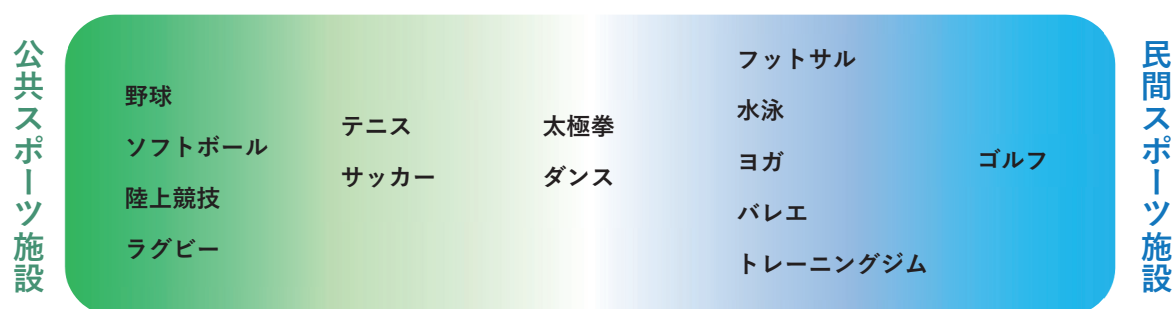 公共スポーツ施設
野球
ソフトボール
陸上競技
ラグビー
テニス
サッカー
太極拳
ダンス
フットサル
水泳
ヨガ
バレエ
トレーニングジム
ゴルフ
民間スポーツ施設